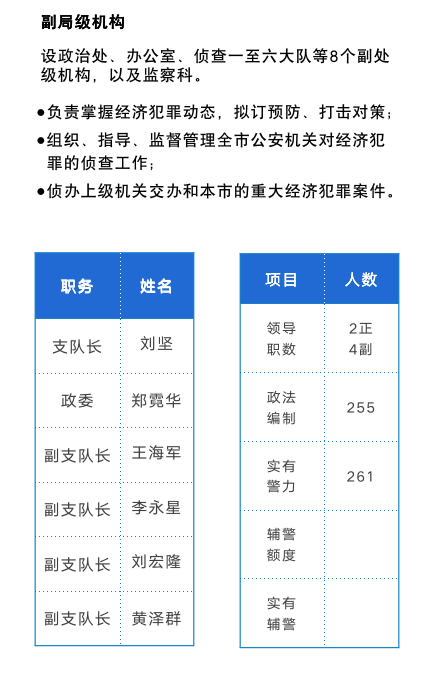 副局级机构
设政治处、办公室、侦查一至六大队等8个副处
级机构，以及监察科。
●负责掌握经济犯罪动态，拟订预防、打击对策；
●组织、指导、监督管理全市公安机关对经济犯
罪的侦查工作；
●侦办上级机关交办和本市的重大经济犯罪案件。
职务 姓名
支队长 刘坚
政委 郑霓华
副支队长 王海军
副支队长 李永星
副支队长 刘宏隆
副支队长 黄泽群
项目 人数
领导 2正
职数 4副
政法
编制
255
实有
警力
261
辅警
额度
实有
辅警